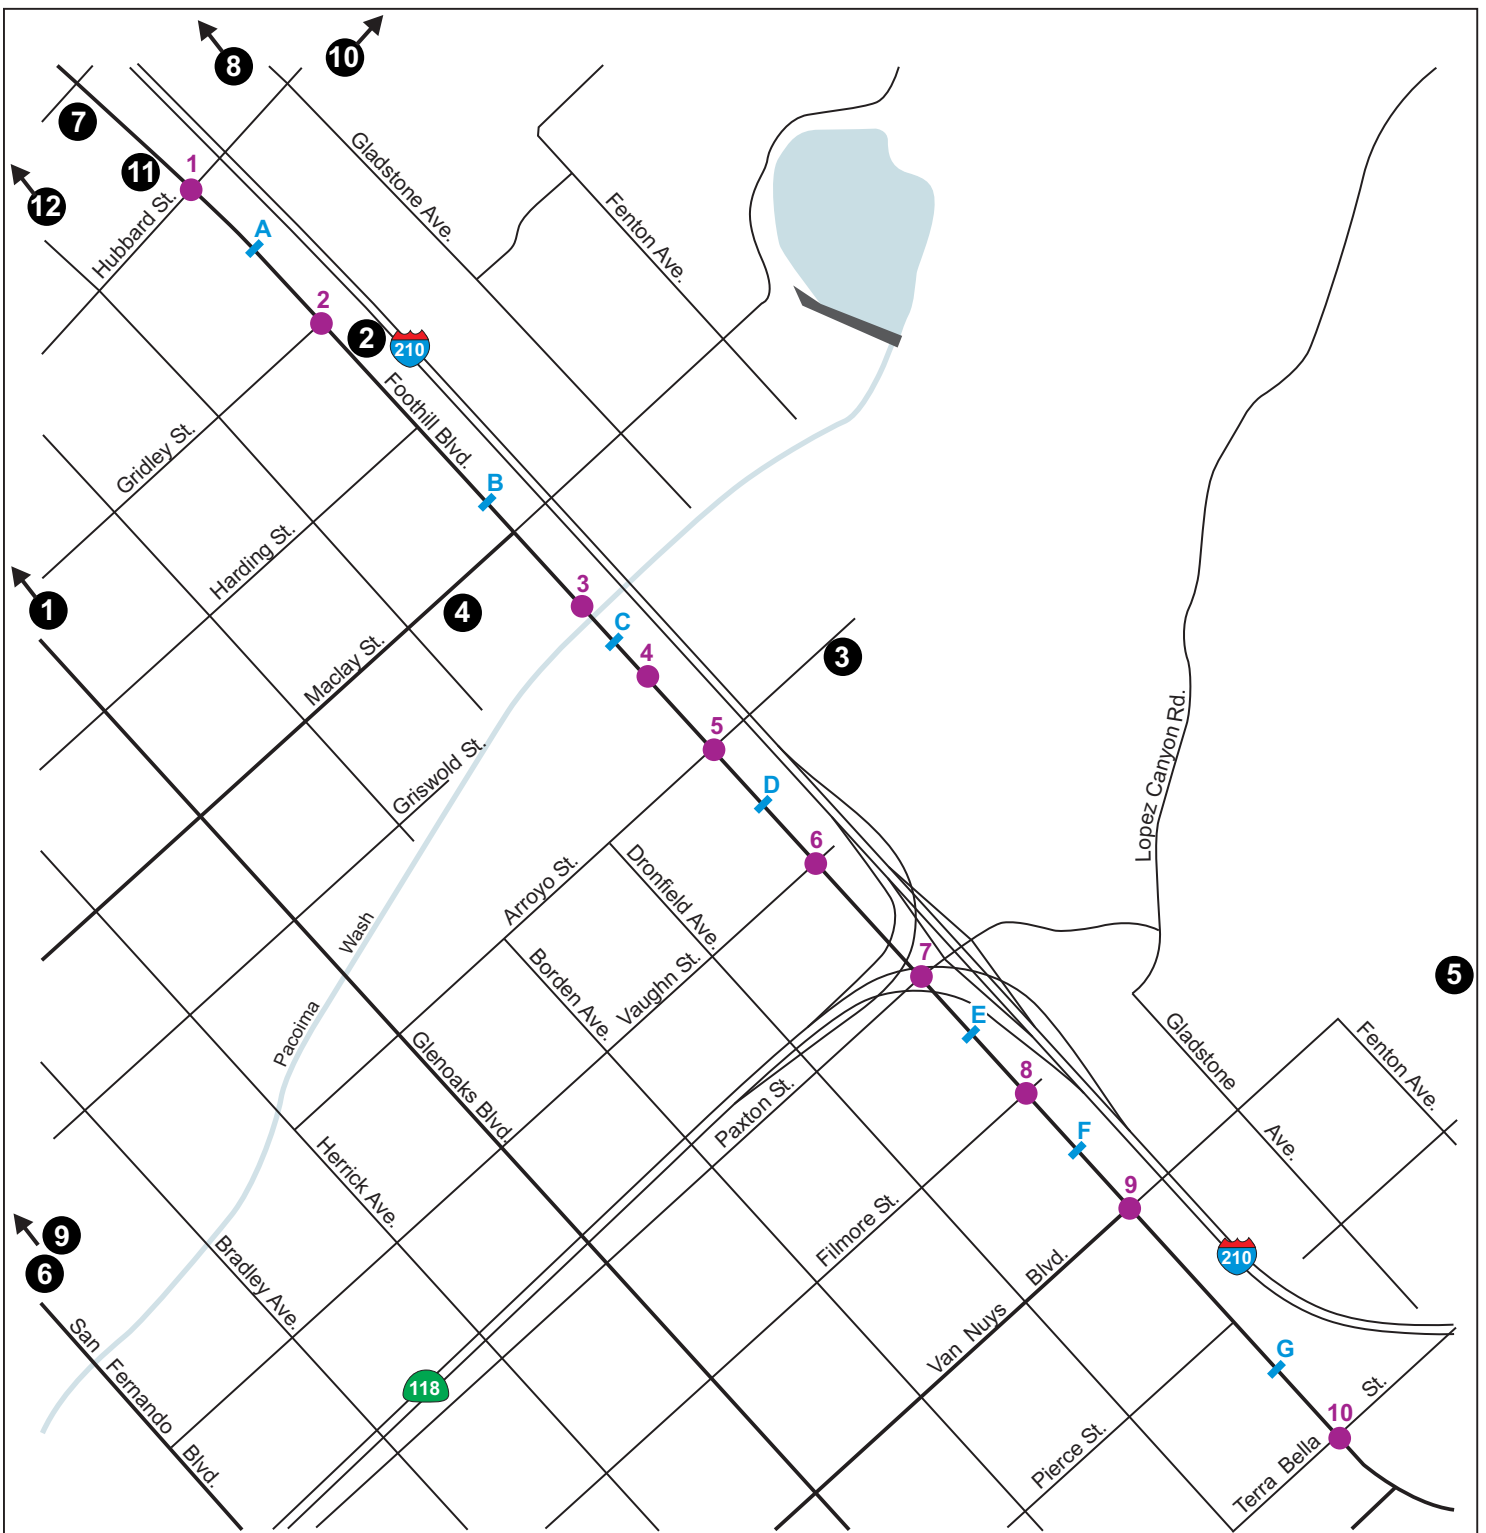 8
10
7
11
1
12
Hubbard St.
A
Gladstone Ave.
Fenton Ave.
2
2
210
Foothill Blvd.
Gridley St.
B
Harding St.
3
C
1
4
4
3
Maclay St.
5
Griswold St.
D
6
Lopez Canyon Rd.
Arroyo St.
Dronfield Ave.
Wash
7
5
Borden Ave.
Vaughn St.
Pacoima
E
Gladstone
Ave.
Fenton Ave.
Glenoaks Blvd.
8
Paxton St.
F
Herrick Ave.
9
9
6
Bradley Ave.
Filmore St.
210
Blvd.
Van Nuys
San Fernando Blvd.
G
118
St.
10
Pierce St.
Terra Bella